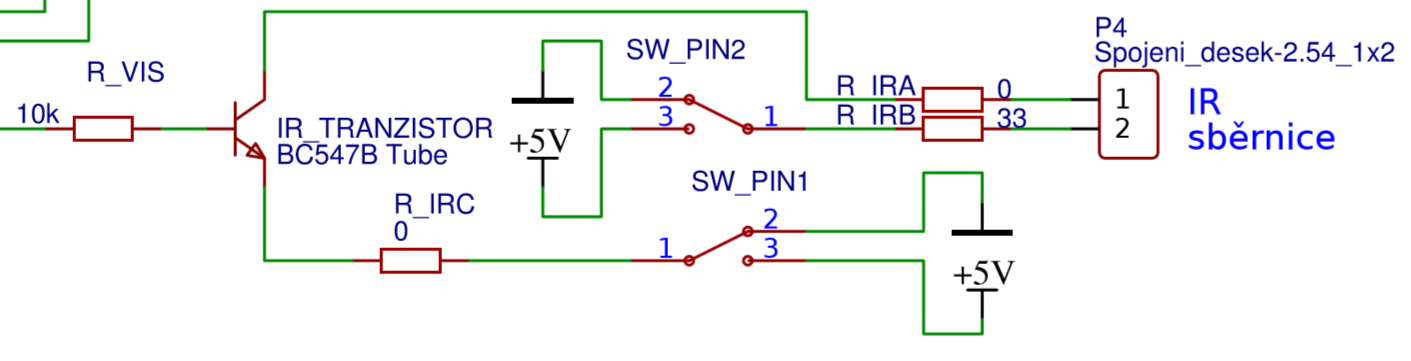 P4
Spojeni_desek-2.54_1x2
SW_PIN2
R_VIS
10k
2
3
1
R_IRA
0
R_IRB
33
1
2
IR
sběrnice
IR_TRANZISTOR
BC547B Tube
+5V
SW_PIN1
R_IRC
0
1
2
3
+5V